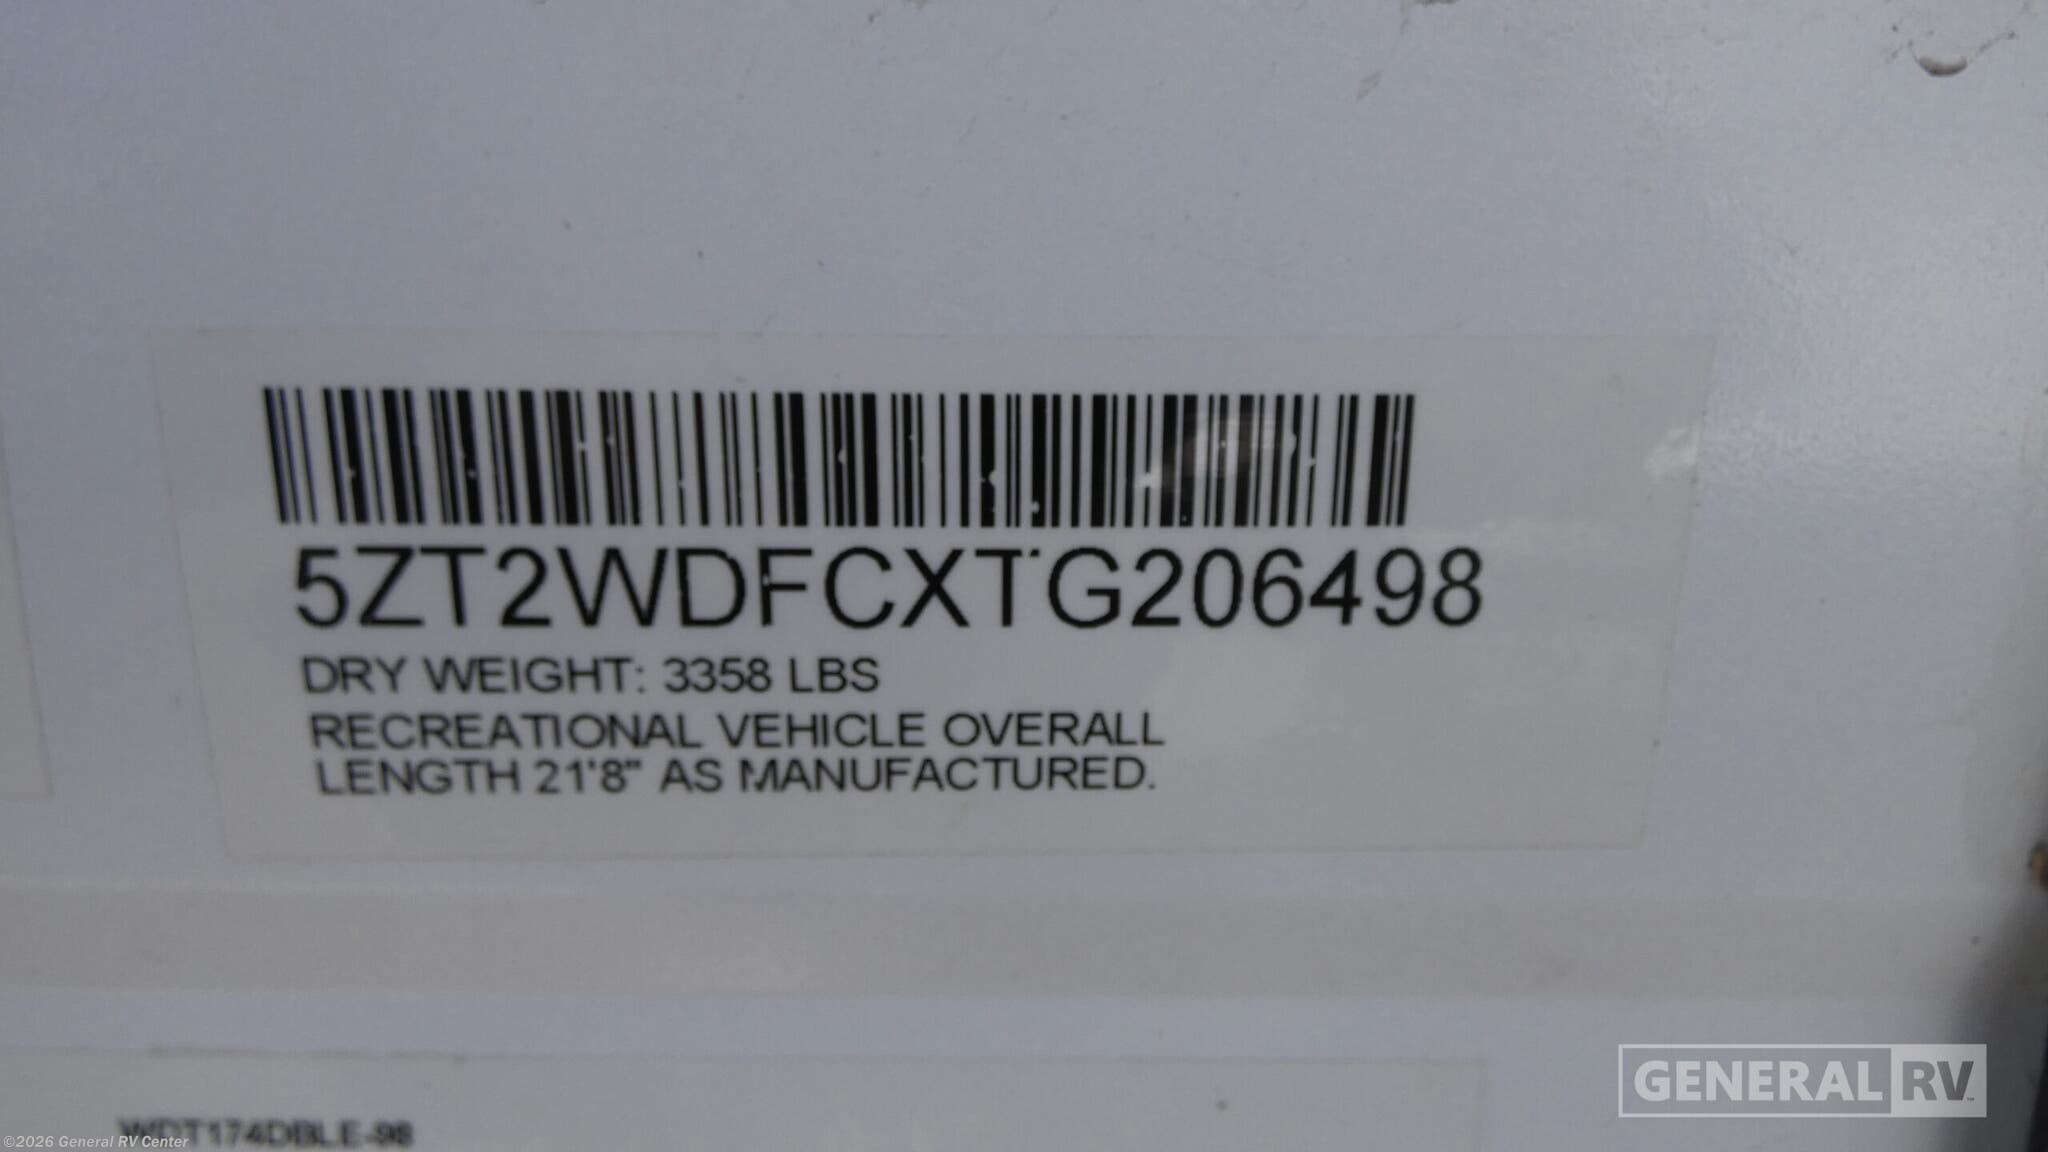 5ZT2WDFCXTG206498
DRY WEIGHT: 3358 LBS
RECREATIONAL VEHICLE OVERALL
LENGTH 21'8" AS MANUFACTURED.
GENERAL RV
WDT174DBLE-98
©2026 General RV Center